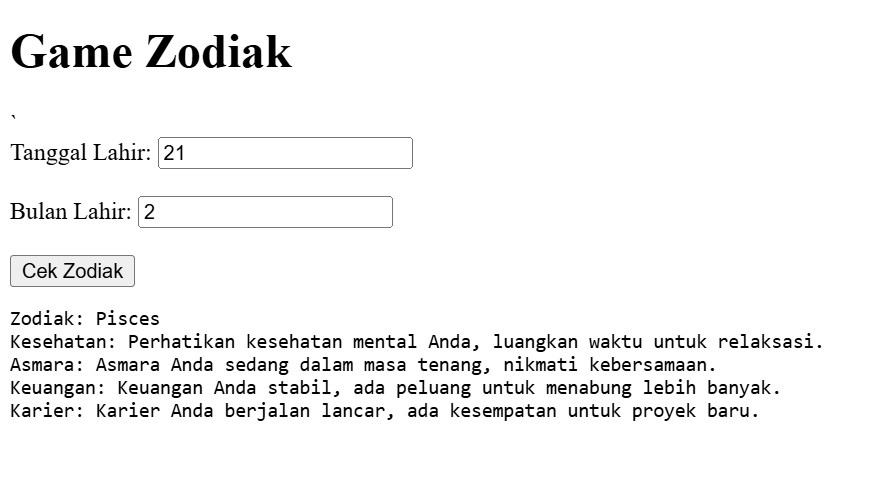 Game Zodiak
`
Tanggal Lahir: 21
Bulan Lahir: 2
Cek Zodiak
Zodiak: Pisces
Kesehatan: Perhatikan kesehatan mental Anda, luangkan waktu untuk relaksasi.
Asmara: Asmara Anda sedang dalam masa tenang, nikmati kebersamaan.
Keuangan: Keuangan Anda stabil, ada peluang untuk menabung lebih banyak.
Karier: Karier Anda berjalan lancar, ada kesempatan untuk proyek baru.